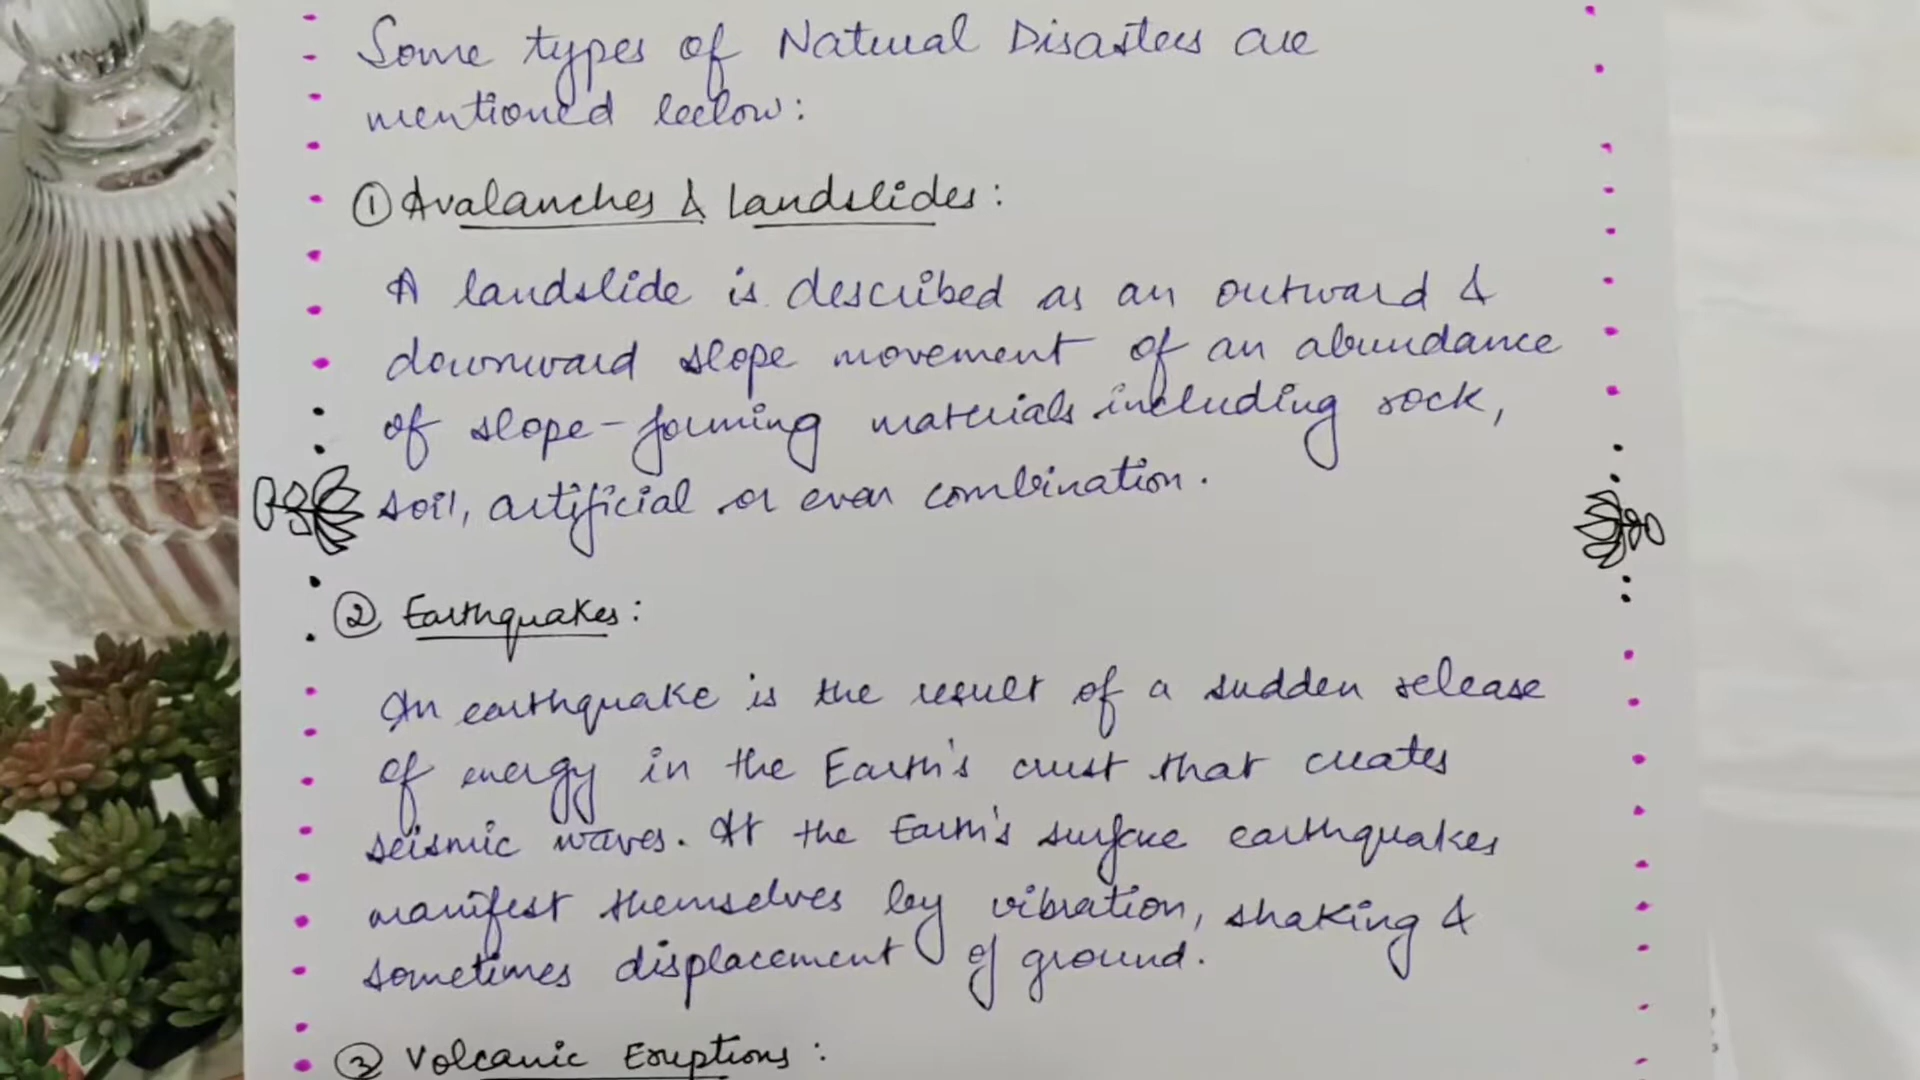 Some types of Natural Disasters are
mentioned below:
① Avalanches & Landslides:
A landslide is described as an outward &
downward slope movement of an abundance
of slope-forming materials including rock,
soil, artificial or even combination.
② Earthquakes:
An earthquake is the result of a sudden release
of energy in the Earth's crust that creates
seismic waves. At the Earth's surface earthquakes
manifest themselves by vibration, shaking &
sometimes displacement of ground.
③ Volcanic Eruptions: